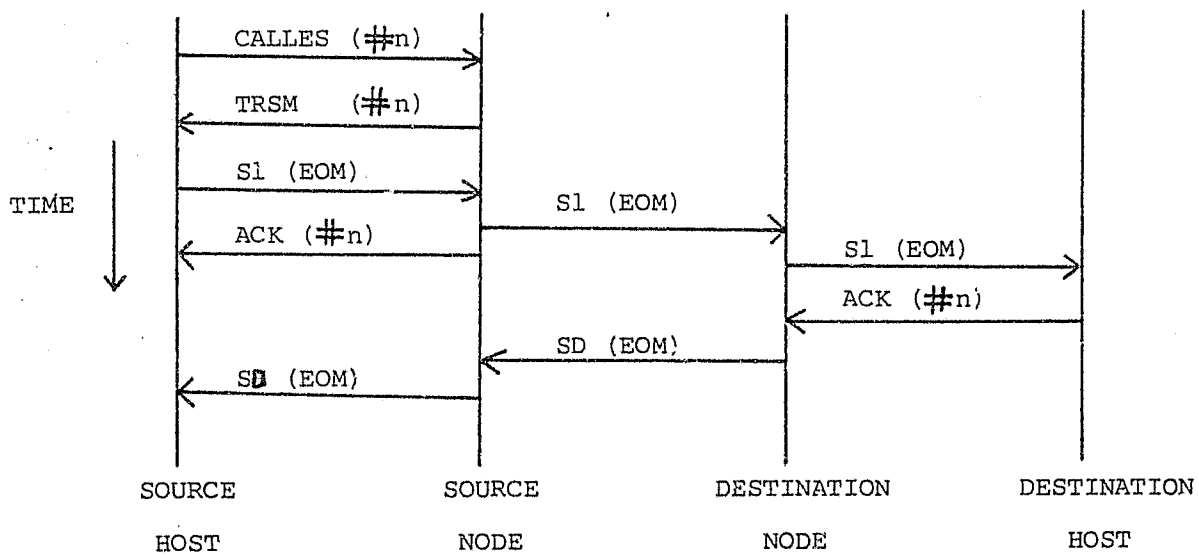 CALLES (#n)
TRSM (#n)
S1 (EOM)
TIME
S1 (EOM)
ACK (#n)
S1 (EOM)
ACK (#n)
SD (EOM)
SD (EOM)
SOURCE HOST
SOURCE NODE
DESTINATION NODE
DESTINATION HOST